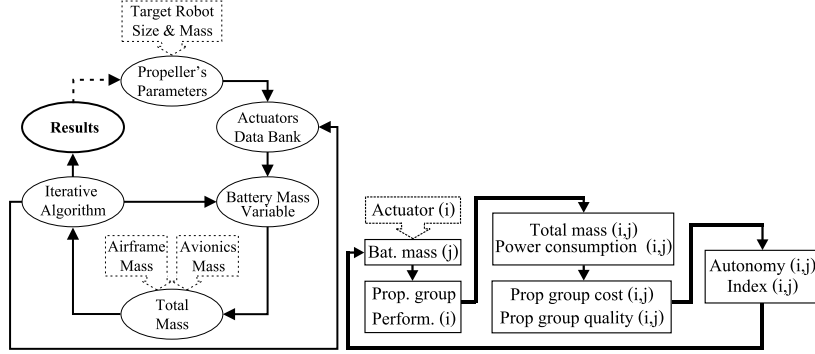 Target Robot
Size & Mass
Propeller's
Parameters
Results
Actuators
Data Bank
Iterative
Algorithm
Battery Mass
Variable
Airframe
Mass
Avionics
Mass
Total
Mass
Actuator (i)
Bat. mass (j)
Prop. group
Perform. (i)
Total mass (i,j)
Power consumption (i,j)
Prop group cost (i,j)
Prop group quality (i,j)
Autonomy (i,j)
Index (i,j)